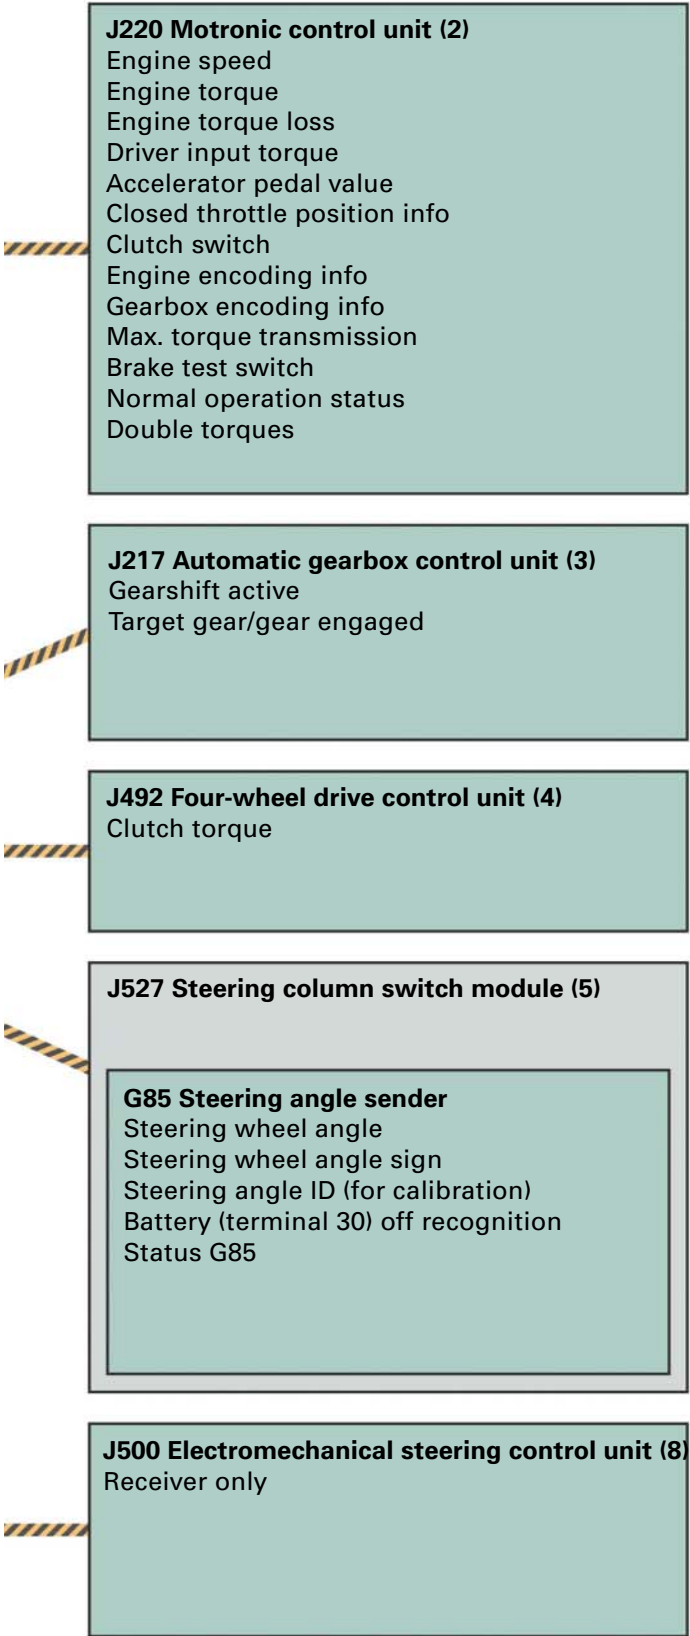 J220 Motronic control unit (2)
Engine speed
Engine torque
Engine torque loss
Driver input torque
Accelerator pedal value
Closed throttle position info
Clutch switch
Engine encoding info
Gearbox encoding info
Max. torque transmission
Brake test switch
Normal operation status
Double torques
J217 Automatic gearbox control unit (3)
Gearshift active
Target gear/gear engaged
J492 Four-wheel drive control unit (4)
Clutch torque
J527 Steering column switch module (5)
G85 Steering angle sender
Steering wheel angle
Steering wheel angle sign
Steering angle ID (for calibration)
Battery (terminal 30) off recognition
Status G85
J500 Electromechanical steering control unit (8)
Receiver only